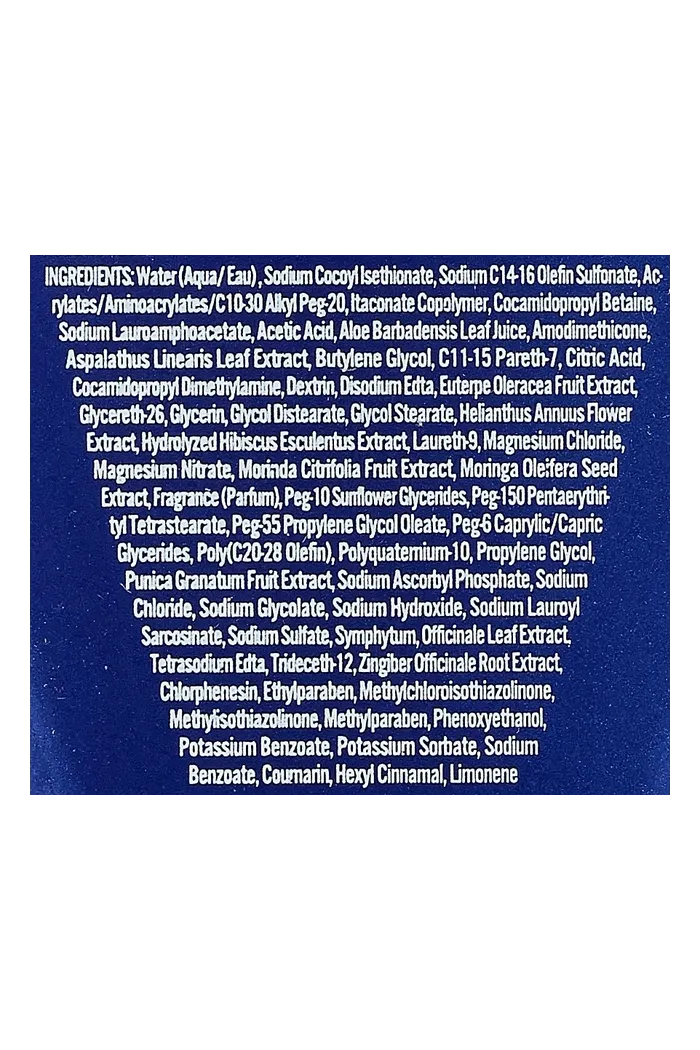 INGREDIENTS: Water (Aqua/ Eau), Sodium Cocoyl Isethionate, Sodium C14-16 Olefin Sulfonate, Ac-
rylates/Aminoacrylates/C10-30 Alkyl Peg-20, Itaconate Copolymer, Cocamidopropyl Betaine,
Sodium Lauroamphoacetate, Acetic Acid, Aloe Barbadensis Leaf Juice, Amodimethicone,
Aspalathus Linearis Leaf Extract, Butylene Glycol, C11-15 Pareth-7, Citric Acid,
Cocamidopropyl Dimethylamine, Dextrin, Disodium Edta, Euterpe Oleracea Fruit Extract,
Glycereth-26, Glycerin, Glycol Distearate, Glycol Stearate, Helianthus Annuus Flower
Extract, Hydrolyzed Hibiscus Esculentus Extract, Laureth-9, Magnesium Chloride,
Magnesium Nitrate, Morinda Citrifolia Fruit Extract, Moringa Oleifera Seed
Extract, Fragrance (Parfum), Peg-10 Sunflower Glycerides, Peg-150 Pentaerythri-
tyl Tetrastearate, Peg-55 Propylene Glycol Oleate, Peg-6 Caprylic/Capric
Glycerides, Poly(C20-28 Olefin), Polyquaternium-10, Propylene Glycol,
Punica Granatum Fruit Extract, Sodium Ascorbyl Phosphate, Sodium
Chloride, Sodium Glycolate, Sodium Hydroxide, Sodium Lauroyl
Sarcosinate, Sodium Sulfate, Symphytum, Officinale Leaf Extract,
Tetrasodium Edta, Trideceth-12, Zingiber Officinale Root Extract,
Chlorphenesin, Ethylparaben, Methylchloroisothiazolinone,
Methylisothiazolinone, Methylparaben, Phenoxyethanol,
Potassium Benzoate, Potassium Sorbate, Sodium
Benzoate, Coumarin, Hexyl Cinnamal, Limonene